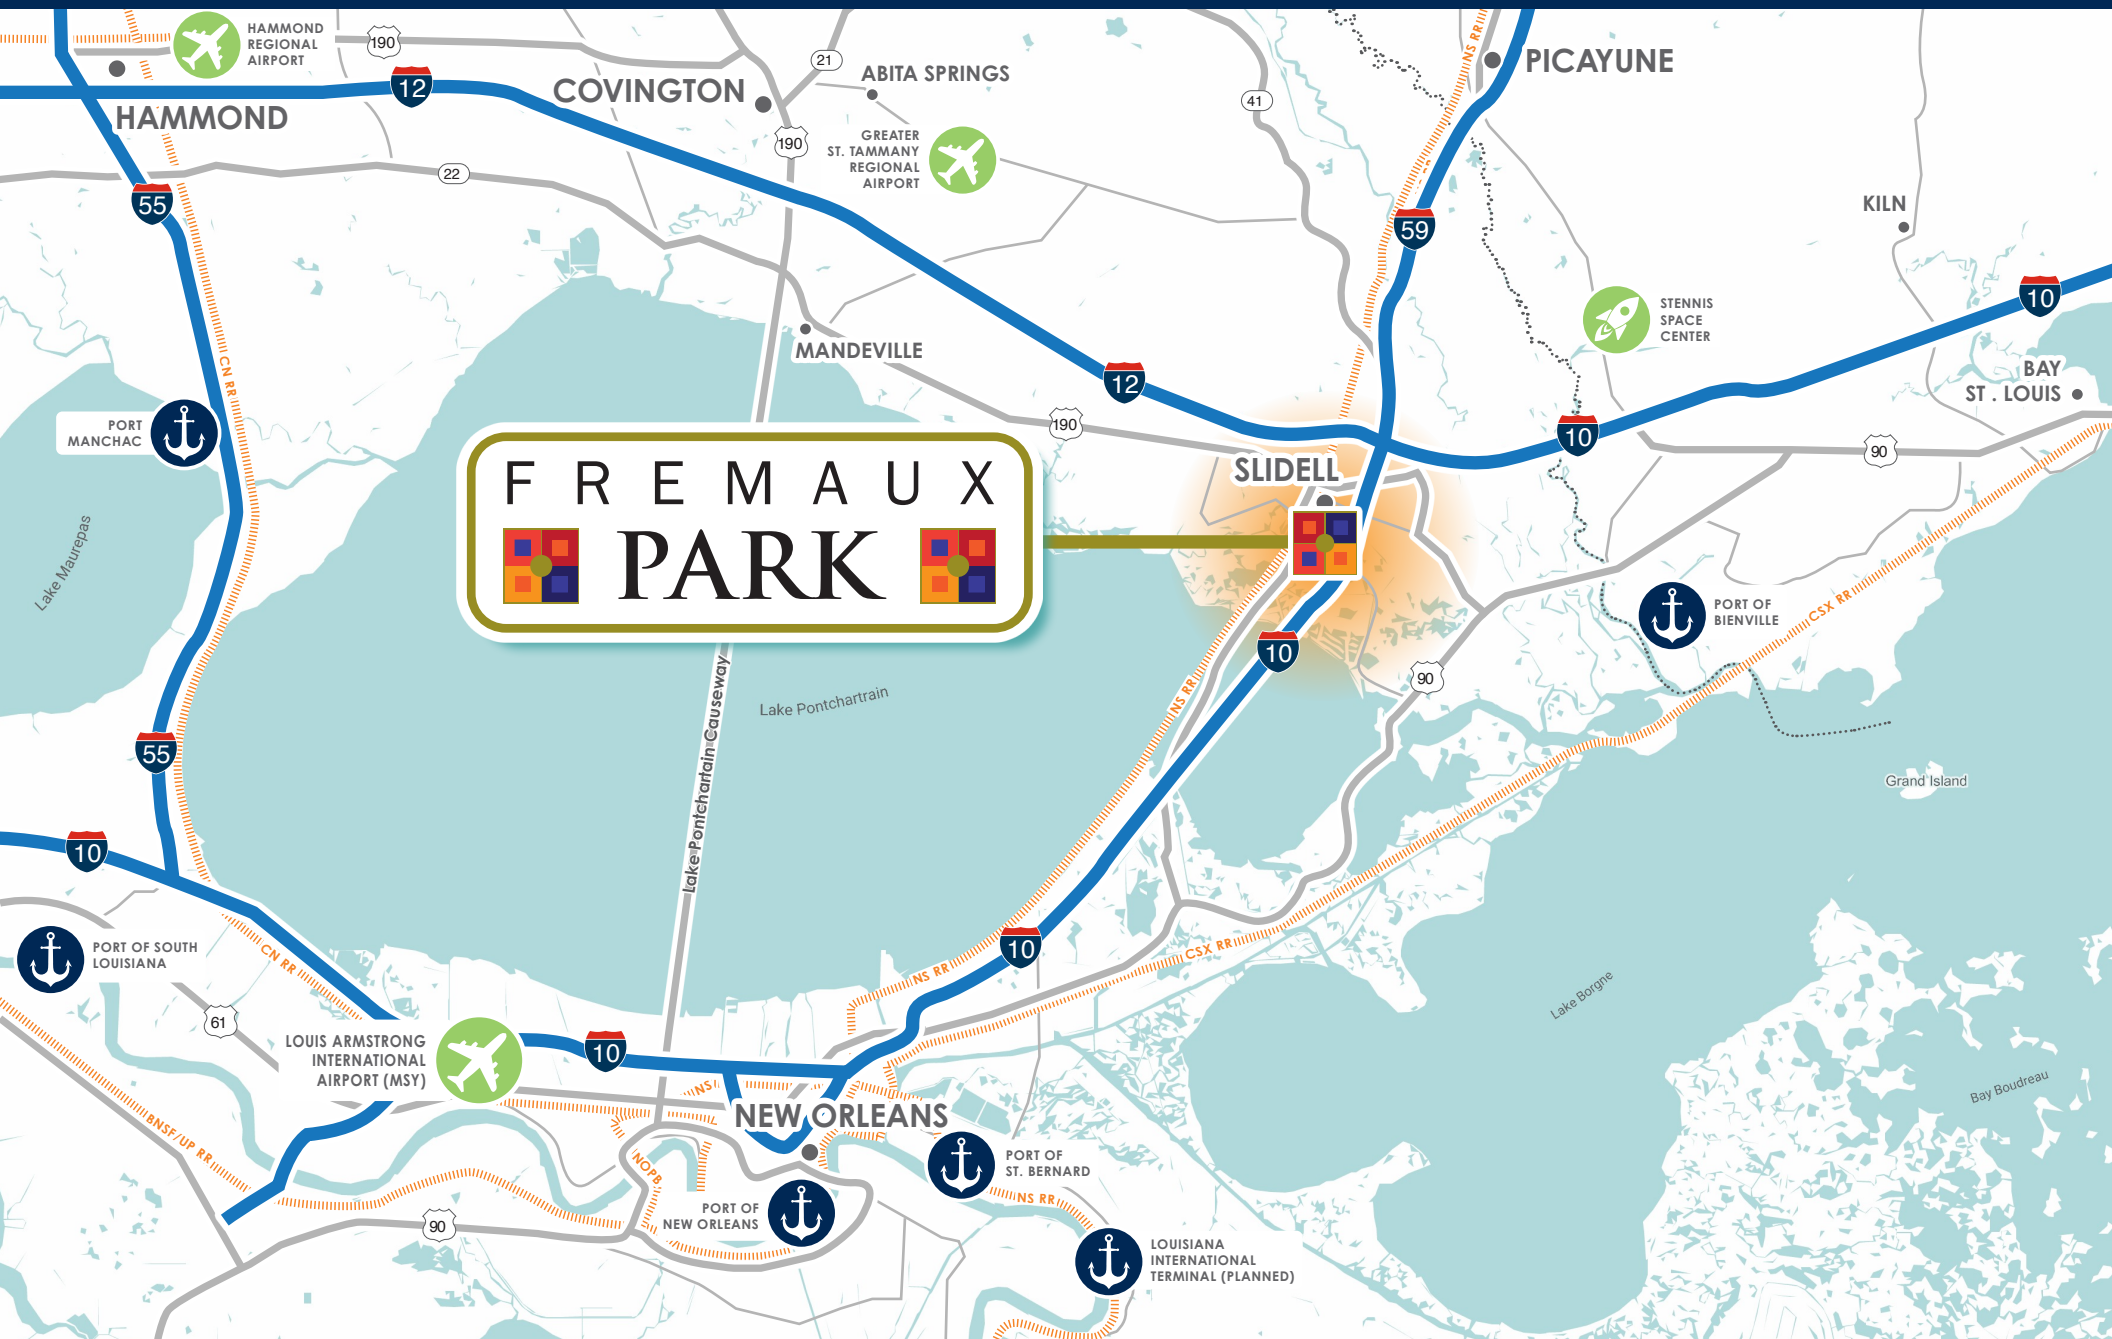 HAMMOND
REGIONAL
AIRPORT
190
21
ABITA SPRINGS
NS RR
PICAYUNE
12
COVINGTON
41
HAMMOND
190
GREATER
ST. TAMMANY
REGIONAL
AIRPORT
22
55
59
KILN
10
STENNIS
SPACE
CENTER
CN RR
MANDEVILLE
12
BAY
ST . LOUIS
PORT
MANCHAC
190
10
90
SLIDELL
FREMAUX
PARK
Lake Maurepas
PORT OF
BIENVILLE
CSX RR
10
90
NS RR
Lake Pontchartrain
Lake Pontchartain Causeway
55
Grand Island
10
PORT OF SOUTH
LOUISIANA
CN RR
NS RR
10
CSX RR
Lake Borgne
61
LOUIS ARMSTRONG
INTERNATIONAL
AIRPORT (MSY)
10
NS
Bay Boudreau
NEW ORLEANS
BNSF/UP RR
NOPB
PORT OF
ST. BERNARD
NS RR
PORT OF
NEW ORLEANS
90
LOUISIANA
INTERNATIONAL
TERMINAL (PLANNED)